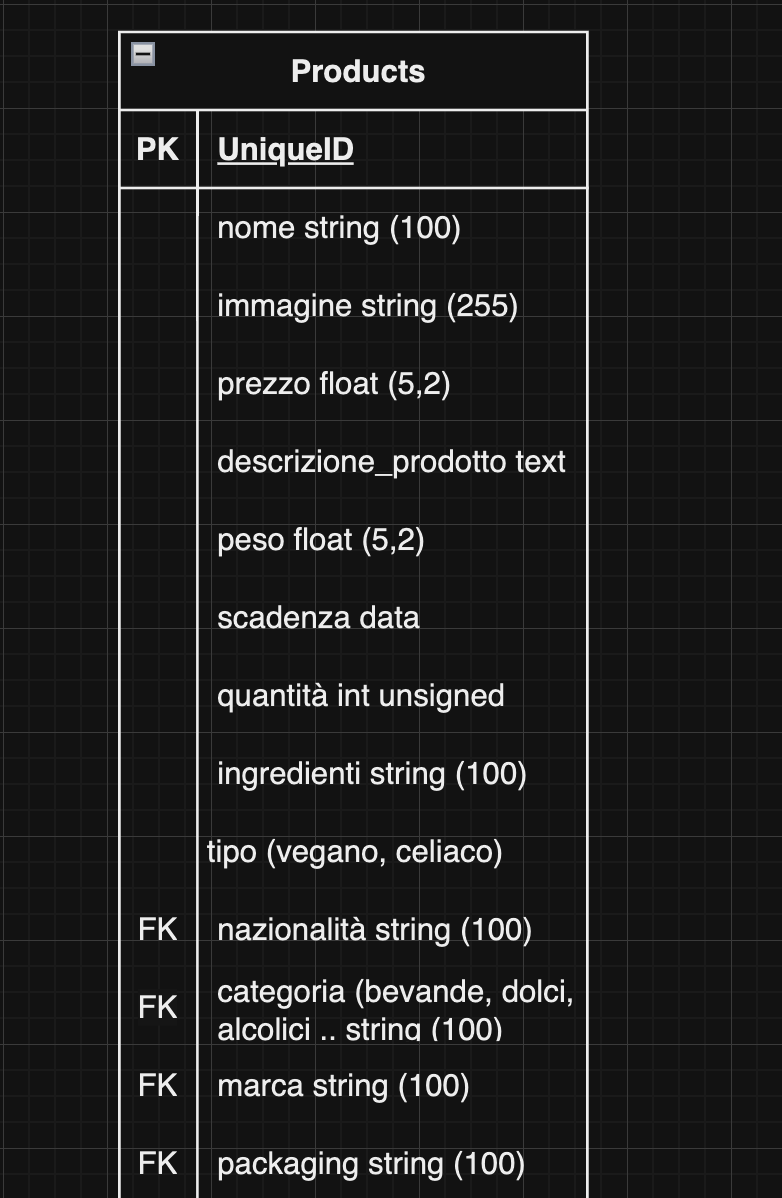 Products
PK UniqueID
nome string (100)
immagine string (255)
prezzo float (5,2)
descrizione_prodotto text
peso float (5,2)
scadenza data
quantità int unsigned
ingredienti string (100)
tipo (vegano, celiaco)
FK nazionalità string (100)
FK categoria (bevande, dolci,
alcolici .. string (100)
FK marca string (100)
FK packaging string (100)